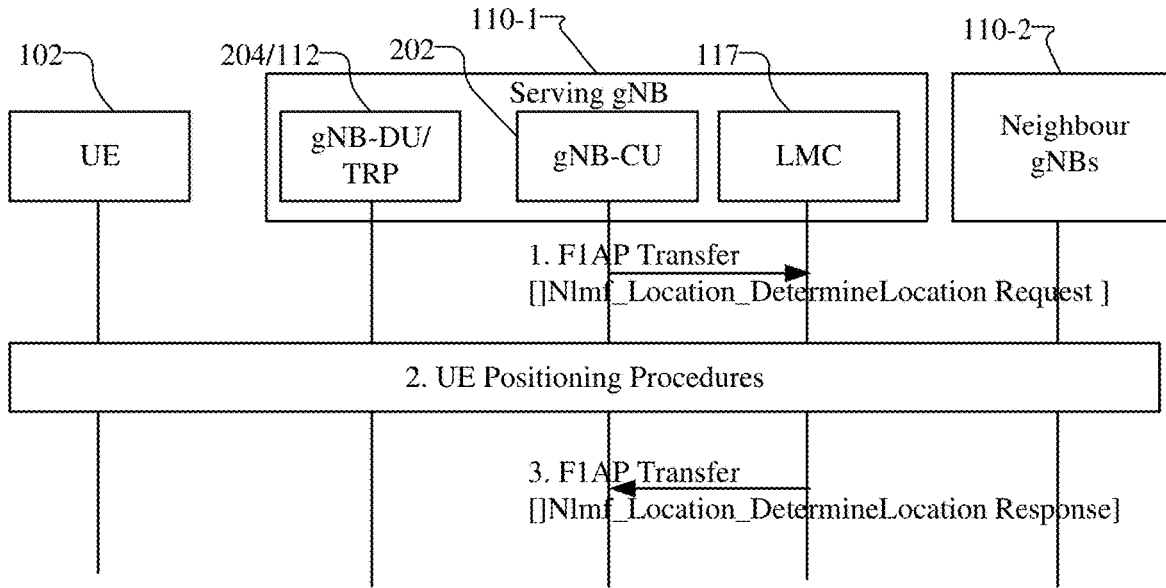 110-1
110-2
102
204/112
202
117
Serving gNB
UE
gNB-DU/
TRP
gNB-CU
LMC
Neighbour
gNBs
1. F1AP Transfer
[]Nlmf_Location_DetermineLocation Request ]
2. UE Positioning Procedures
3. F1AP Transfer
[]Nlmf_Location_DetermineLocation Response]